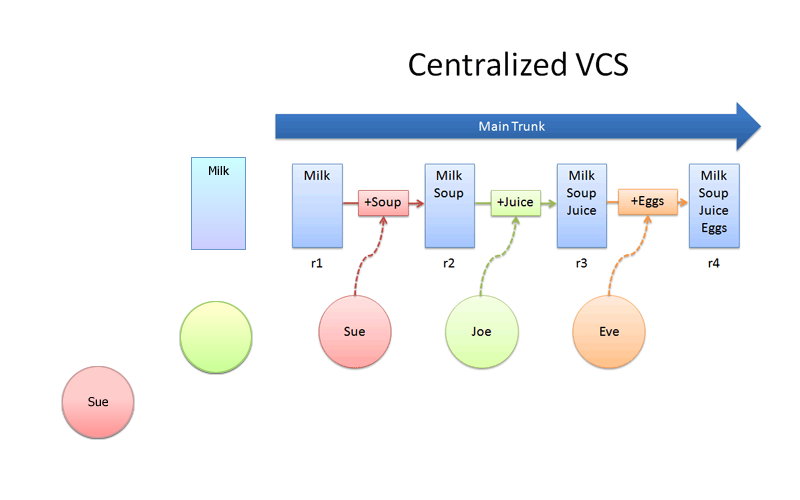 Centralized VCS
Main Trunk
Milk
Milk
+Soup
Milk
Soup
+Juice
Milk
Soup
Juice
+Eggs
Milk
Soup
Juice
Eggs
r1
r2
r3
r4
Sue
Joe
Eve
Sue